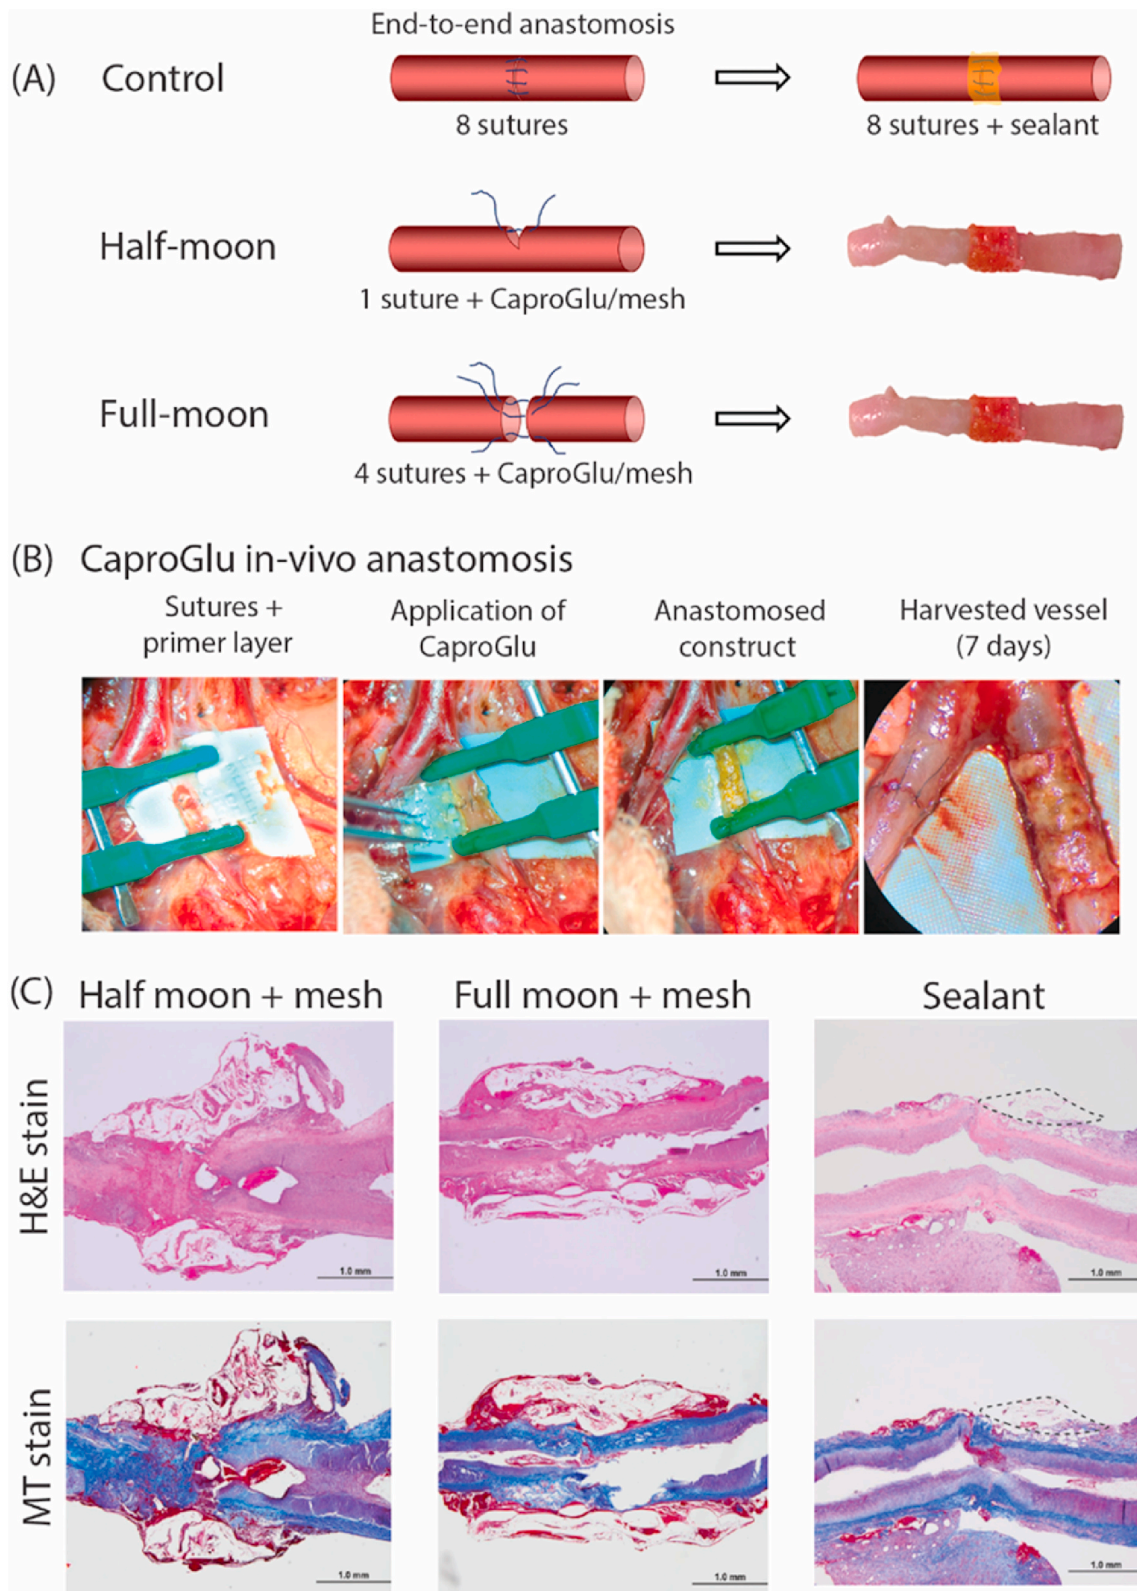 End-to-end anastomosis
(A) Control
8 sutures
8 sutures + sealant
Half-moon
1 suture + CaproGlu/mesh
Full-moon
4 sutures + CaproGlu/mesh
(B) CaproGlu in-vivo anastomosis
Sutures +
primer layer
Application of
CaproGlu
Anastomosed
construct
Harvested vessel
(7 days)
(C) Half moon + mesh
Full moon + mesh
Sealant
H&E stain
1.0 mm
1.0 mm
1.0 mm
MT stain
1.0 mm
1.0 mm
1.0 mm